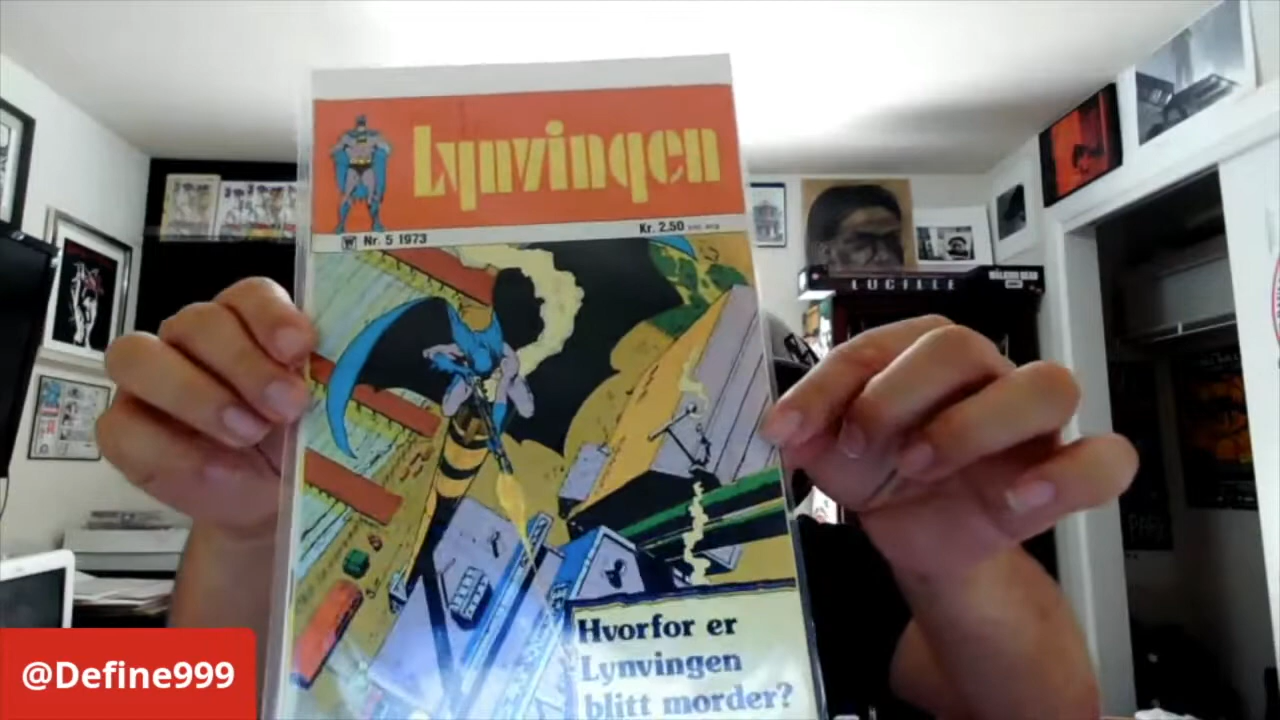 Lynvingen
Nr. 5 1973
Kr. 2.50
Hvorfor er
Lynvingen
blitt morder?
LUCILLE
@Define999